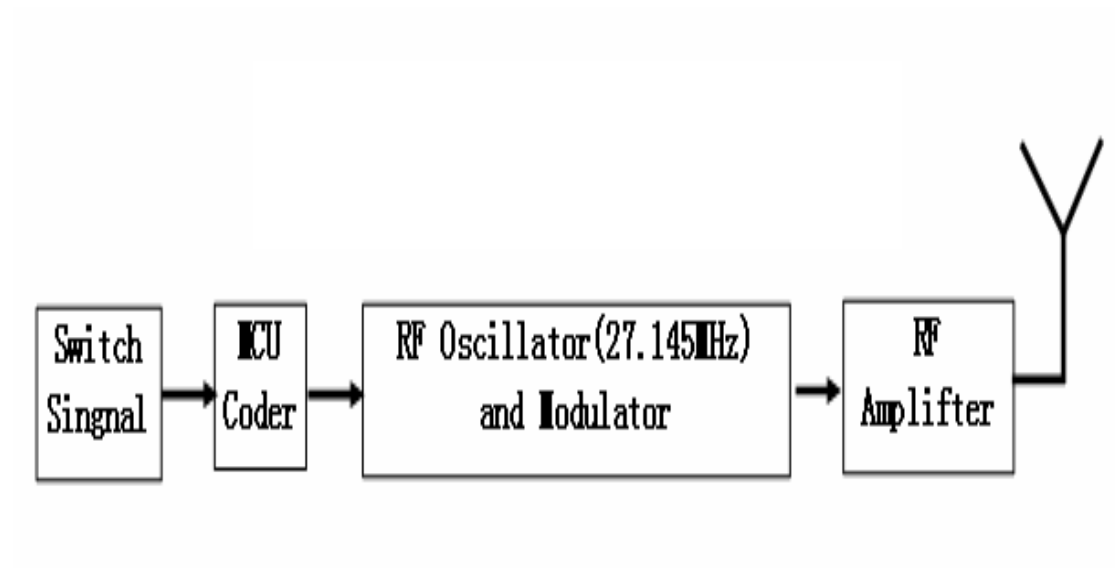 Switch
Singnal
MCU
Coder
RF Oscillator(27.145MHz)
and Modulator
RF
Amplifter